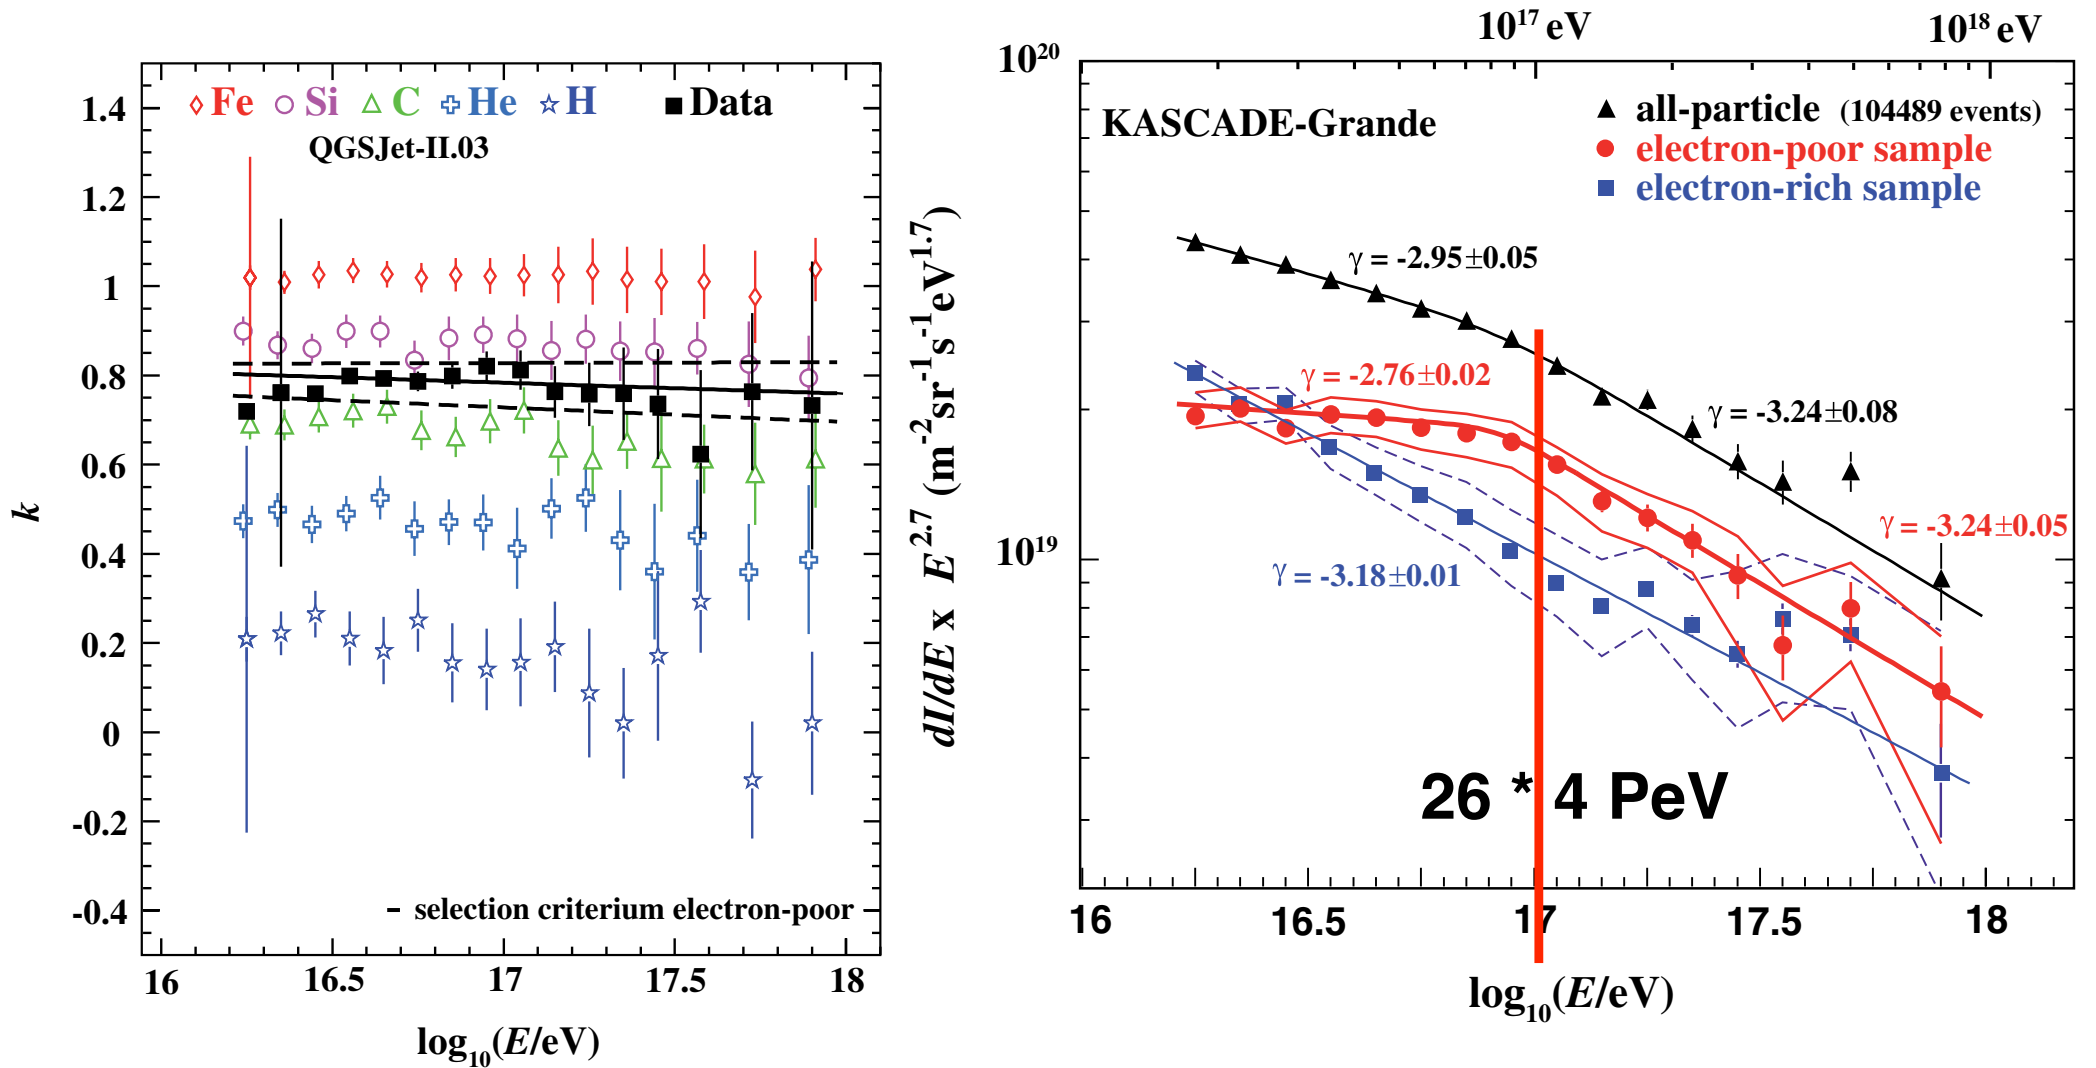 Fe Si C He H Data
QGSJet-II.03
1.4
1.2
1
0.8
0.6
0.4
0.2
0
-0.2
-0.4
k
- selection criterium electron-poor
16 16.5 17 17.5 18
log10(E/eV)
10^17 eV 10^18 eV
10^20
10^19
dI/dE x E^2.7 (m^-2 sr^-1 s^-1 eV^1.7)
KASCADE-Grande
all-particle (104489 events)
electron-poor sample
electron-rich sample
γ = -2.95±0.05
γ = -2.76±0.02
γ = -3.24±0.08
γ = -3.24±0.05
γ = -3.18±0.01
26 * 4 PeV
16 16.5 17 17.5 18
log10(E/eV)